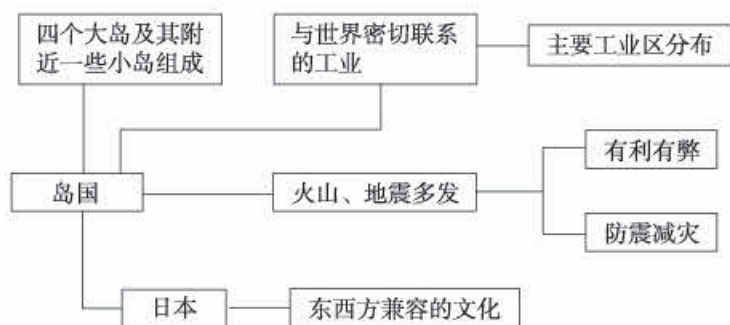 四个大岛及其附
近一些小岛组成
与世界密切联系
的工业
主要工业区分布
有利有弊
岛国
火山、地震多发
防震减灾
日本
东西方兼容的文化